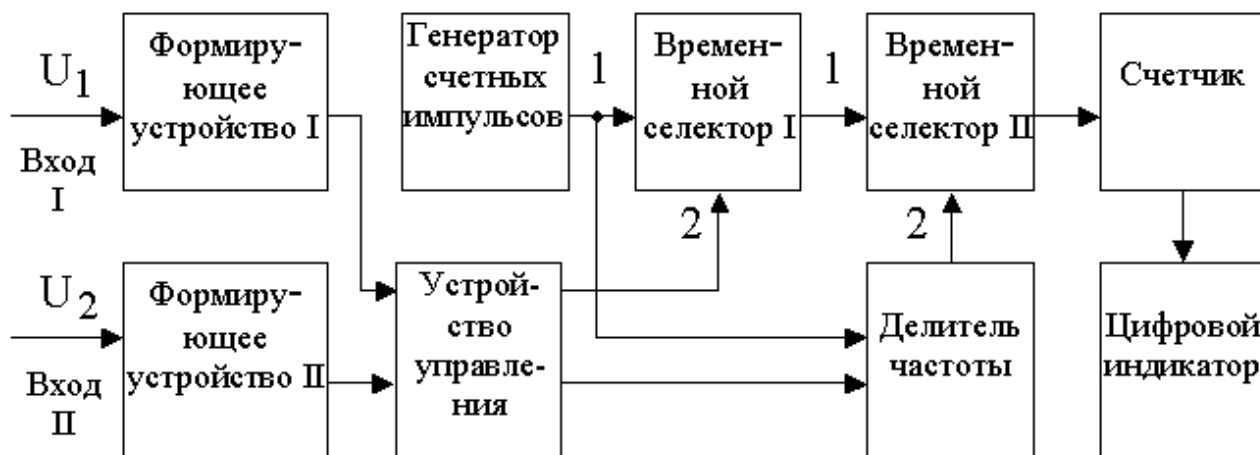 U1
Вход
I
Формиру-
ющее
устройство I
Генератор
счетных
импульсов
1
Времен-
ной
селектор I
1
Времен-
ной
селектор II
Счетчик
2
2
U2
Вход
II
Формиру-
ющее
устройство II
Устрой-
ство
управле-
ния
Делитель
частоты
Цифровой
индикатор